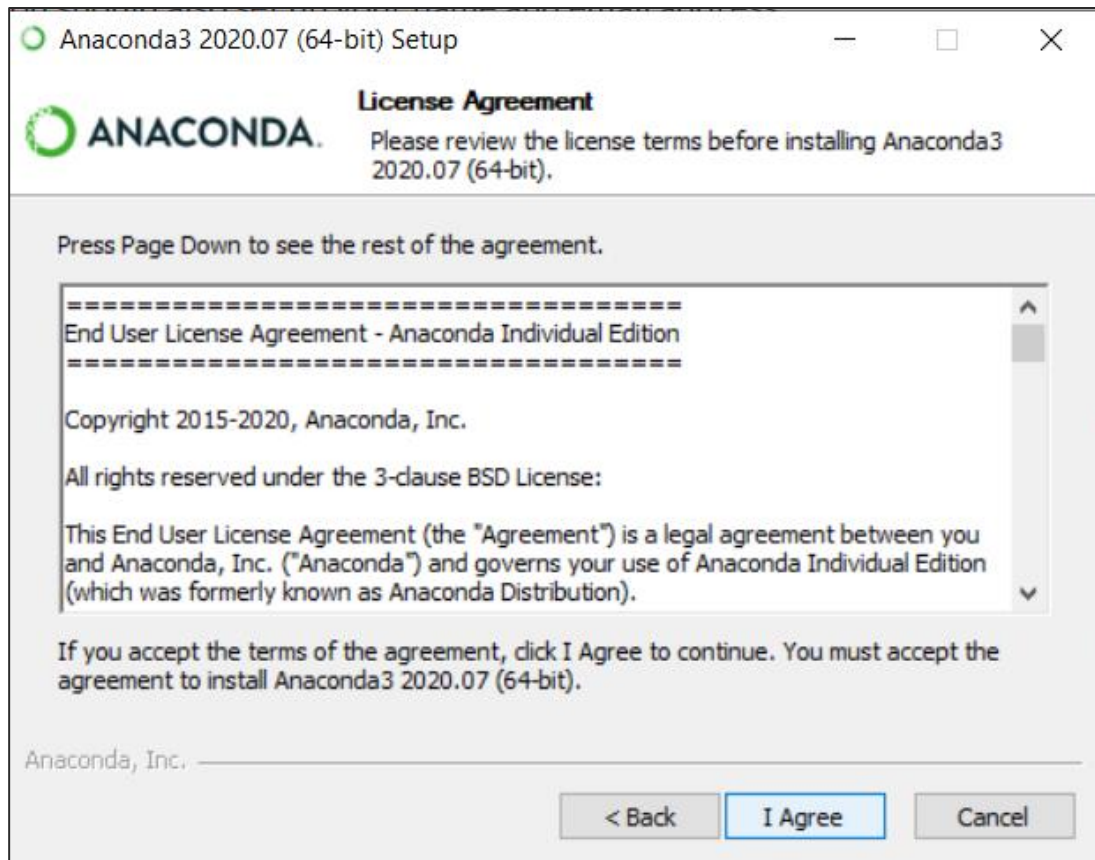 Anaconda3 2020.07 (64-bit) Setup
ANACONDA.
License Agreement
Please review the license terms before installing Anaconda3
2020.07 (64-bit).
Press Page Down to see the rest of the agreement.
===================================
End User License Agreement - Anaconda Individual Edition
===================================
Copyright 2015-2020, Anaconda, Inc.
All rights reserved under the 3-clause BSD License:
This End User License Agreement (the "Agreement") is a legal agreement between you
and Anaconda, Inc. ("Anaconda") and governs your use of Anaconda Individual Edition
(which was formerly known as Anaconda Distribution).
If you accept the terms of the agreement, click I Agree to continue. You must accept the
agreement to install Anaconda3 2020.07 (64-bit).
Anaconda, Inc.
< Back
I Agree
Cancel